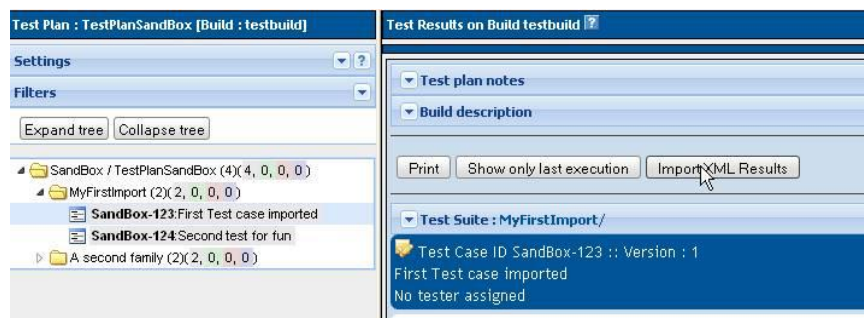 Test Plan : TestPlanSandBox [Build : testbuild]
Settings
?
Filters
Expand tree Collapse tree
SandBox / TestPlanSandBox (4)( 4, 0, 0, 0 )
MyFirstImport (2)( 2, 0, 0, 0 )
SandBox-123:First Test case imported
SandBox-124:Second test for fun
A second family (2)( 2, 0, 0, 0 )
Test Results on Build testbuild ?
Test plan notes
Build description
Print Show only last execution Import XML Results
Test Suite : MyFirstImport/
Test Case ID SandBox-123 :: Version : 1
First Test case imported
No tester assigned